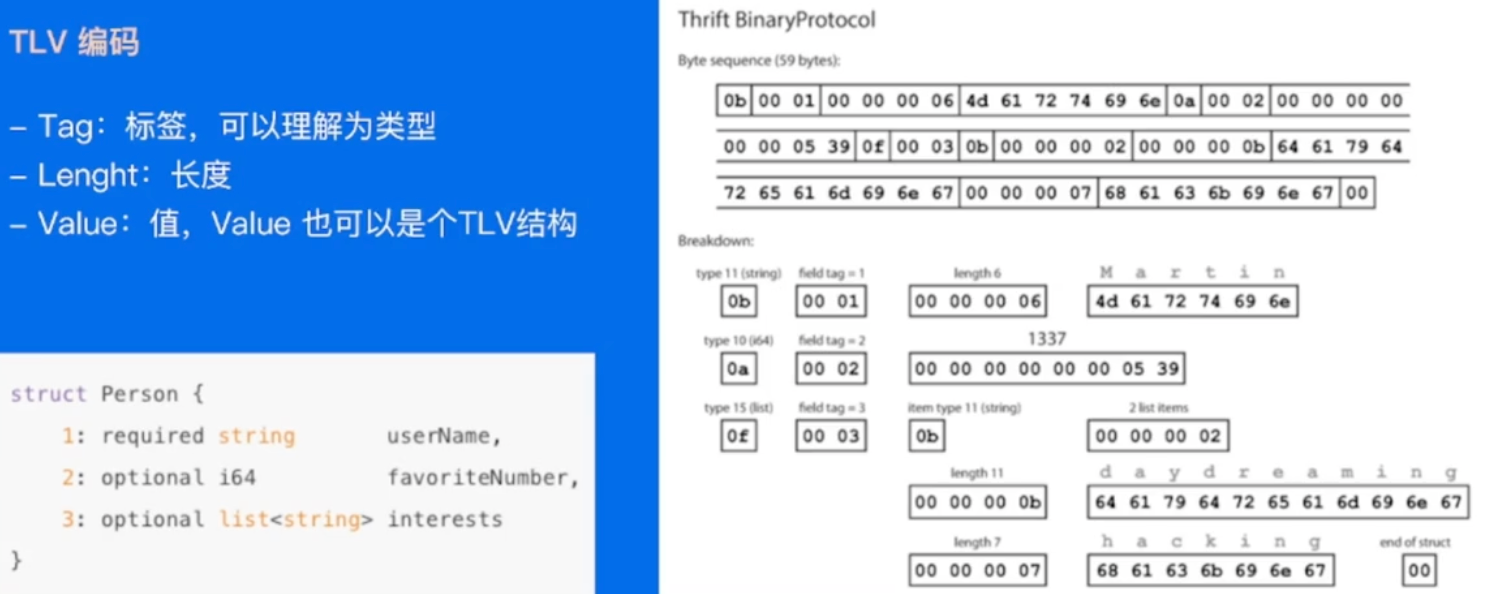 TLV 编码
– Tag：标签，可以理解为类型
– Lenght：长度
– Value：值，Value 也可以是个TLV结构
struct Person {
1: required string userName,
2: optional i64 favoriteNumber,
3: optional list<string> interests
}
Thrift BinaryProtocol
Byte sequence (59 bytes):
0b 00 01 00 00 00 06 4d 61 72 74 69 6e 0a 00 02 00 00 00 00
00 00 05 39 0f 00 03 0b 00 00 00 02 00 00 00 0b 64 61 79 64
72 65 61 6d 69 6e 67 00 00 00 07 68 61 63 6b 69 6e 67 00
Breakdown:
type 11 (string) field tag = 1 length 6 M a r t i n
0b 00 01 00 00 00 06 4d 61 72 74 69 6e
type 10 (i64) field tag = 2 1337
0a 00 02 00 00 00 00 00 00 05 39
type 15 (list) field tag = 3 item type 11 (string) 2 list items
0f 00 03 0b 00 00 00 02
length 11 d a y d r e a m i n g
00 00 00 0b 64 61 79 64 72 65 61 6d 69 6e 67
length 7 h a c k i n g end of struct
00 00 00 07 68 61 63 6b 69 6e 67 00